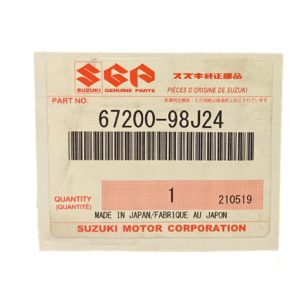 SGP
スズキ純正部品
SUZUKI GENUINE PARTS
PIÈCES D'ORIGINE DE SUZUKI
PART NO.
67200-98J24
QUANTITY
(QUANTITÉ)
1
210519
MADE IN JAPAN/FABRIQUE AU JAPON
SUZUKI MOTOR CORPORATION